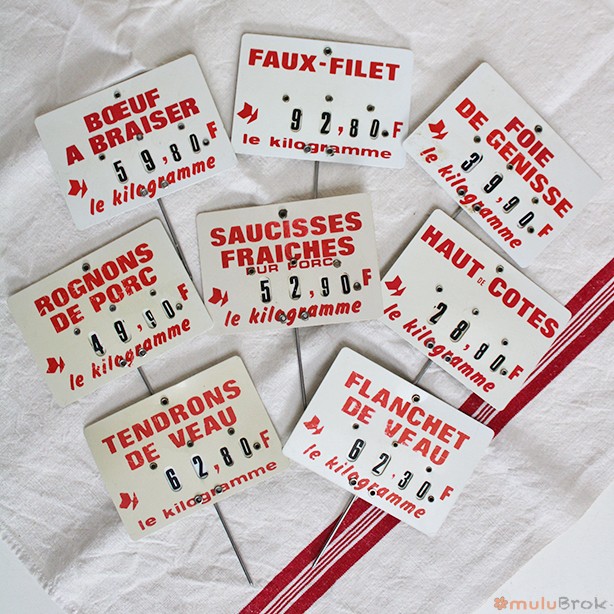 BŒUF
A BRAISER
59,80 F
le kilogramme
FAUX-FILET
92,80 F
le kilogramme
FOIE
DE GENISSE
39,90 F
le kilogramme
ROGNONS
DE PORC
49,90 F
le kilogramme
SAUCISSES
FRAICHES
PUR PORC
52,90 F
le kilogramme
HAUT DE COTES
28,80 F
le kilogramme
TENDRONS
DE VEAU
62,80 F
le kilogramme
FLANCHET
DE VEAU
62,30 F
le kilogramme
muluBrok